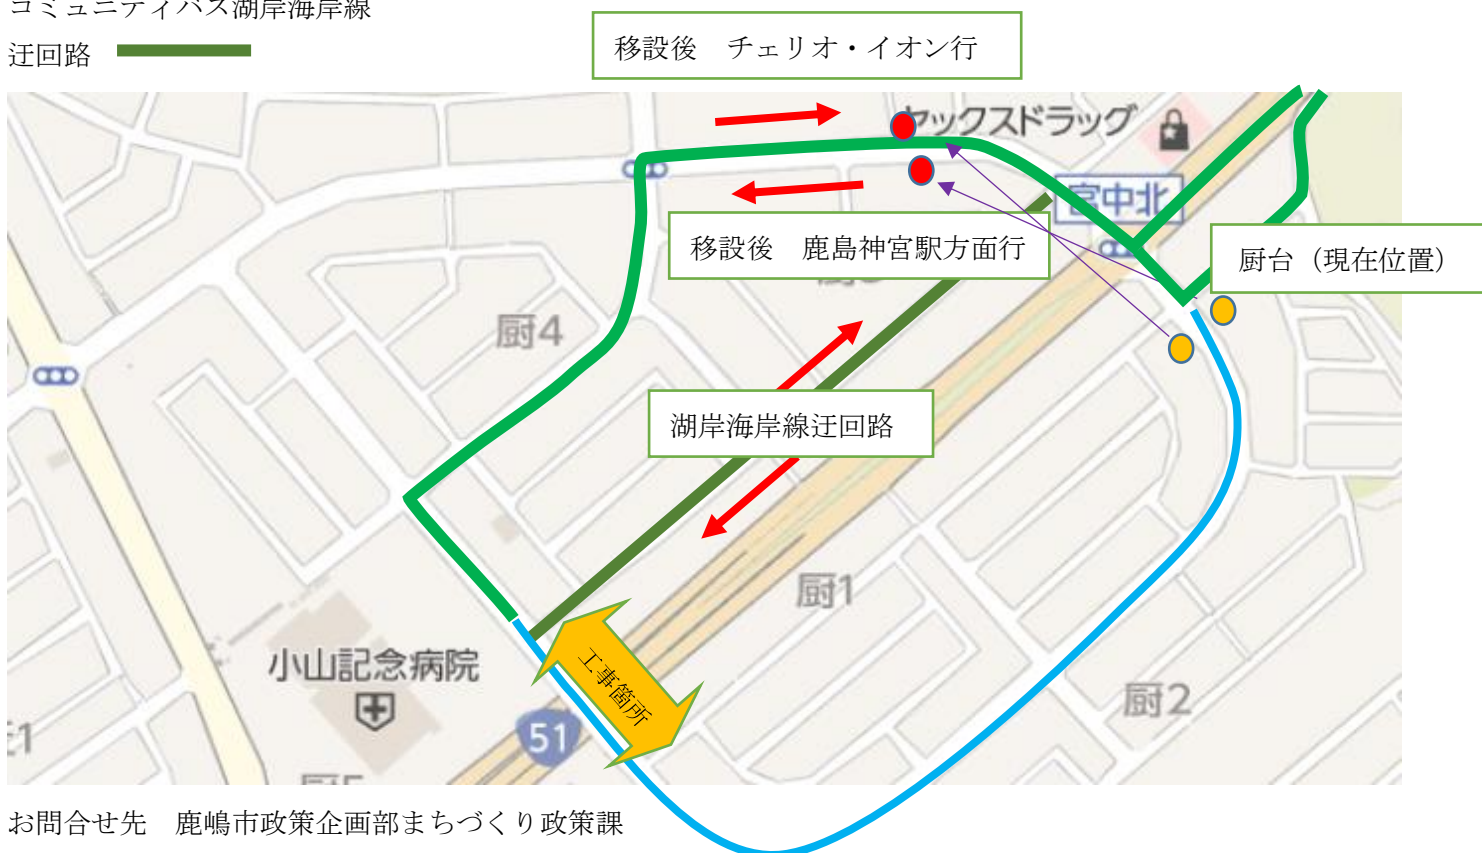 コミュニティバス湖岸海岸線
迂回路
移設後　チェリオ・イオン行
ヤックスドラッグ
宮中北
移設後　鹿島神宮駅方面行
厨台（現在位置）
厨4
湖岸海岸線迂回路
厨1
工事箇所
小山記念病院
厨2
51
お問合せ先　鹿嶋市政策企画部まちづくり政策課